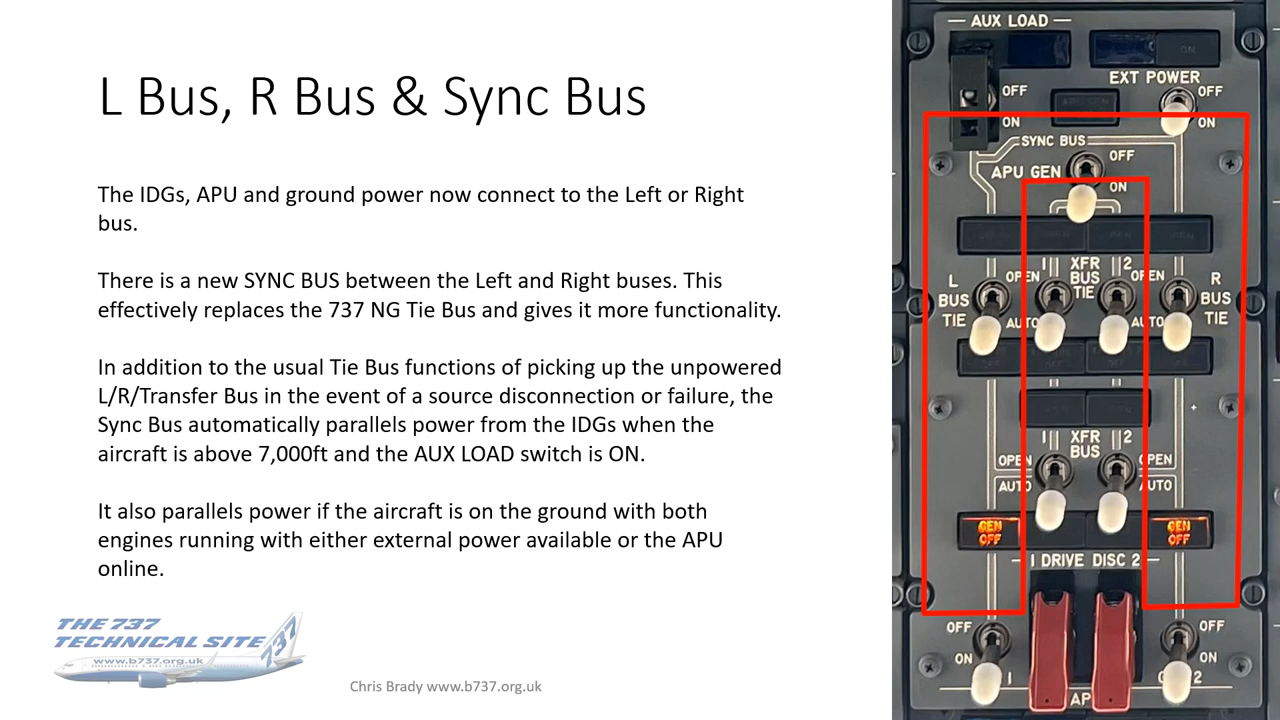 L Bus, R Bus & Sync Bus
The IDGs, APU and ground power now connect to the Left or Right
bus.
There is a new SYNC BUS between the Left and Right buses. This
effectively replaces the 737 NG Tie Bus and gives it more functionality.
In addition to the usual Tie Bus functions of picking up the unpowered
L/R/Transfer Bus in the event of a source disconnection or failure, the
Sync Bus automatically parallels power from the IDGs when the
aircraft is above 7,000ft and the AUX LOAD switch is ON.
It also parallels power if the aircraft is on the ground with both
engines running with either external power available or the APU
online.
THE 737
TECHNICAL SITE
www.b737.org.uk
737
Chris Brady www.b737.org.uk
AUX LOAD
ON
EXT POWER
OFF
OFF
APU GEN
ON
ON
SYNC BUS
OFF
APU GEN
ON
1 XFR 2
OPEN BUS OPEN
TIE
L
BUS
TIE
R
BUS
TIE
AUTO
AUTO
1 XFR 2
BUS
OPEN
OPEN
AUTO
AUTO
GEN
OFF
GEN
OFF
1 DRIVE DISC 2
OFF
OFF
ON
ON
1
2
AP